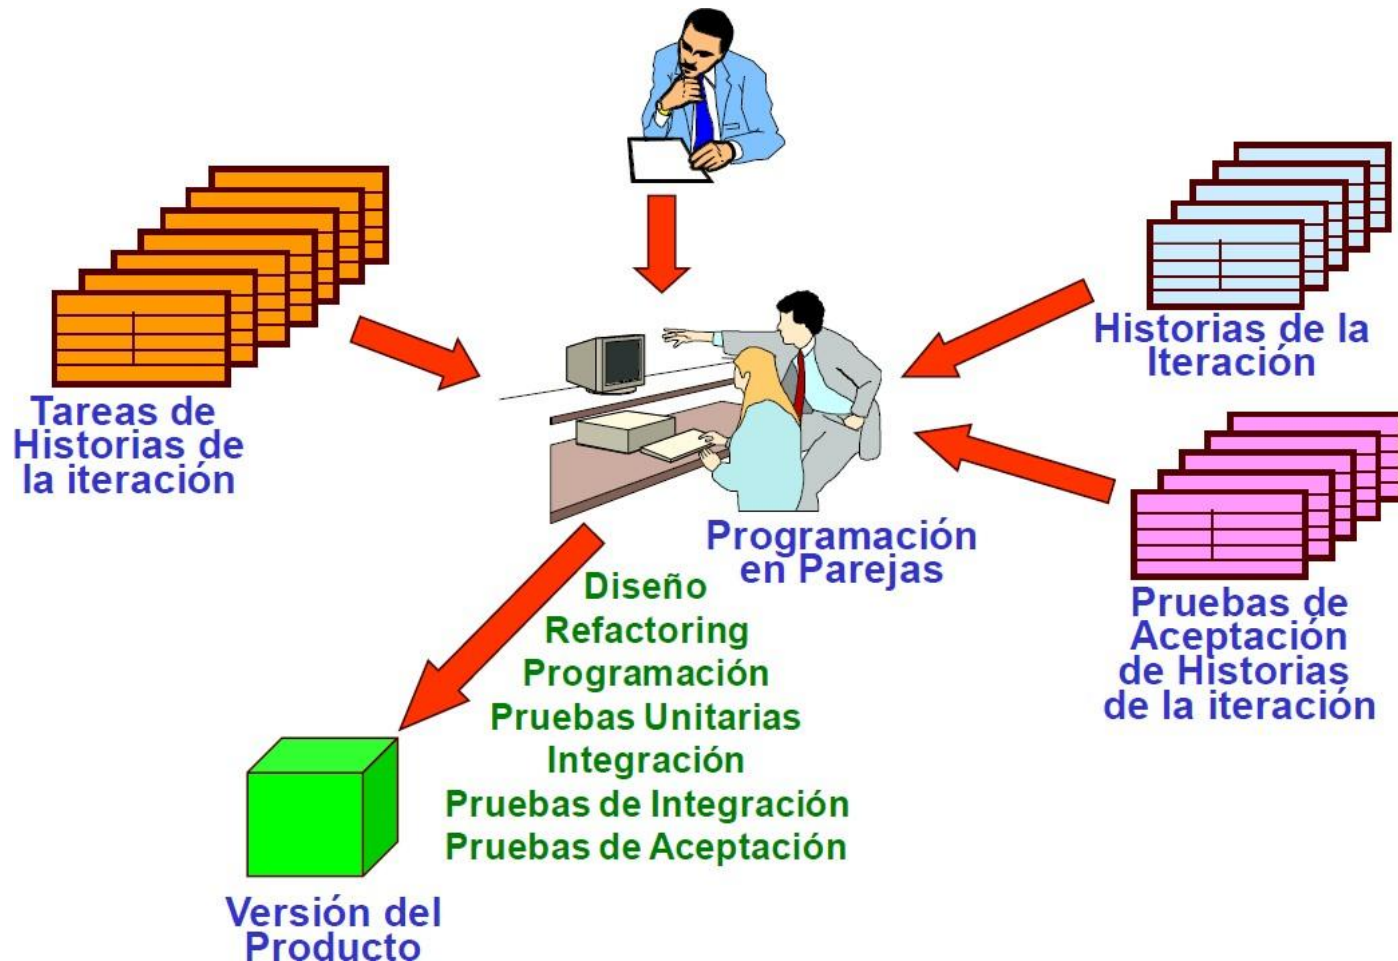 Historias de la
Iteración
Tareas de
Historias de
la iteración
Programación
en Parejas
Pruebas de
Aceptación
de Historias
de la iteración
Diseño
Refactoring
Programación
Pruebas Unitarias
Integración
Pruebas de Integración
Pruebas de Aceptación
Versión del
Producto